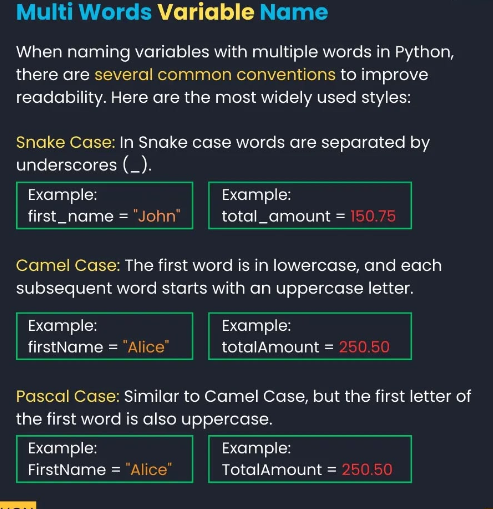 Multi Words Variable Name
When naming variables with multiple words in Python,
there are several common conventions to improve
readability. Here are the most widely used styles:
Snake Case: In Snake case words are separated by
underscores (_).
Example:
first_name = "John"
Example:
total_amount = 150.75
Camel Case: The first word is in lowercase, and each
subsequent word starts with an uppercase letter.
Example:
firstName = "Alice"
Example:
totalAmount = 250.50
Pascal Case: Similar to Camel Case, but the first letter of
the first word is also uppercase.
Example:
FirstName = "Alice"
Example:
TotalAmount = 250.50